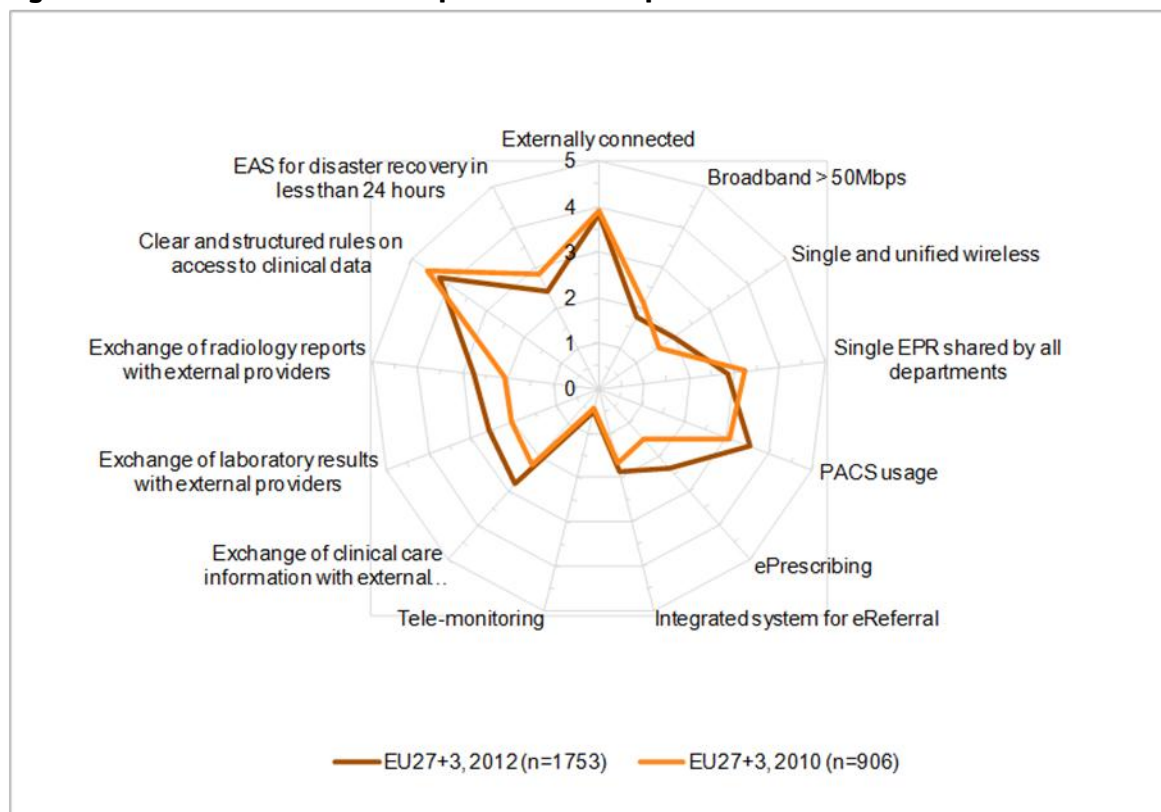 Externally connected
EAS for disaster recovery in
less than 24 hours
Broadband > 50Mbps
Clear and structured rules on
access to clinical data
Single and unified wireless
Exchange of radiology reports
with external providers
Single EPR shared by all
departments
Exchange of laboratory results
with external providers
PACS usage
Exchange of clinical care
information with external...
ePrescribing
Tele-monitoring
Integrated system for eReferral
5
4
3
2
1
0
EU27+3, 2012 (n=1753)
EU27+3, 2010 (n=906)